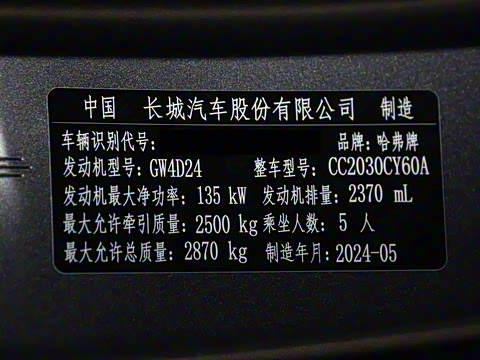 中国 长城汽车股份有限公司 制造
车辆识别代号: 品牌: 哈弗牌
发动机型号: GW4D24 整车型号: CC2030CY60A
发动机最大净功率: 135 kW 发动机排量: 2370 mL
最大允许牵引质量: 2500 kg 乘坐人数: 5 人
最大允许总质量: 2870 kg 制造年月: 2024-05